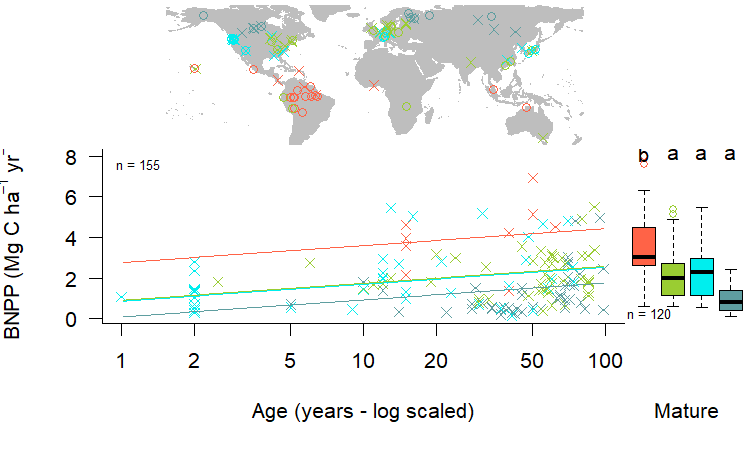 n = 155
BNPP (Mg C ha⁻¹ yr⁻
8
6
4
2
0
1 2 5 10 20 50 100
Age (years - log scaled)
b a a a
n = 120
Mature